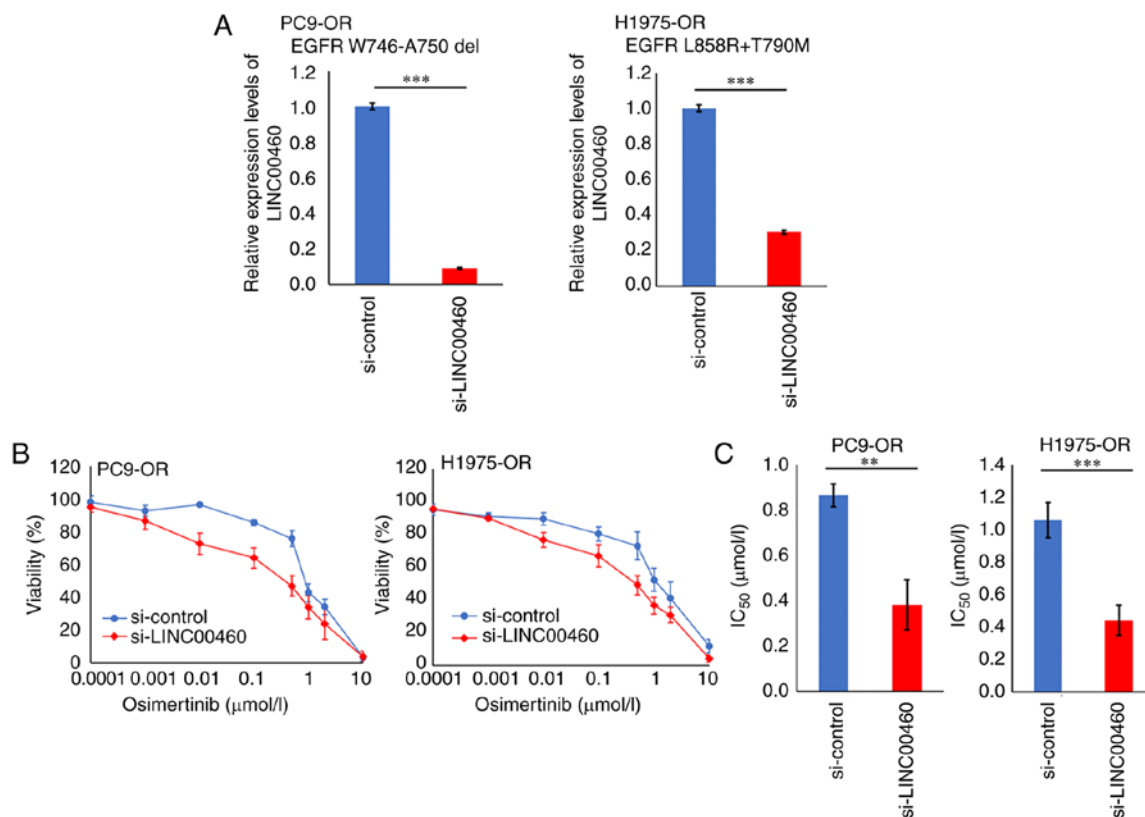 A
PC9-OR
EGFR W746-A750 del
Relative expression levels of
LINC00460
1.2
1.0
0.8
0.6
0.4
0.2
0.0
***
si-control
si-LINC00460
H1975-OR
EGFR L858R+T790M
Relative expression levels of
LINC00460
1.2
1.0
0.8
0.6
0.4
0.2
0.0
***
si-control
si-LINC00460
B
PC9-OR
Viability (%)
120
100
80
60
40
20
0
si-control
si-LINC00460
0.0001 0.001 0.01 0.1 1 10
Osimertinib (μmol/l)
H1975-OR
Viability (%)
120
100
80
60
40
20
0
si-control
si-LINC00460
0.0001 0.001 0.01 0.1 1 10
Osimertinib (μmol/l)
C
PC9-OR
IC50 (μmol/l)
1.0
0.8
0.6
0.4
0.2
0.0
**
si-control
si-LINC00460
H1975-OR
IC50 (μmol/l)
1.4
1.2
1.0
0.8
0.6
0.4
0.2
0.0
***
si-control
si-LINC00460